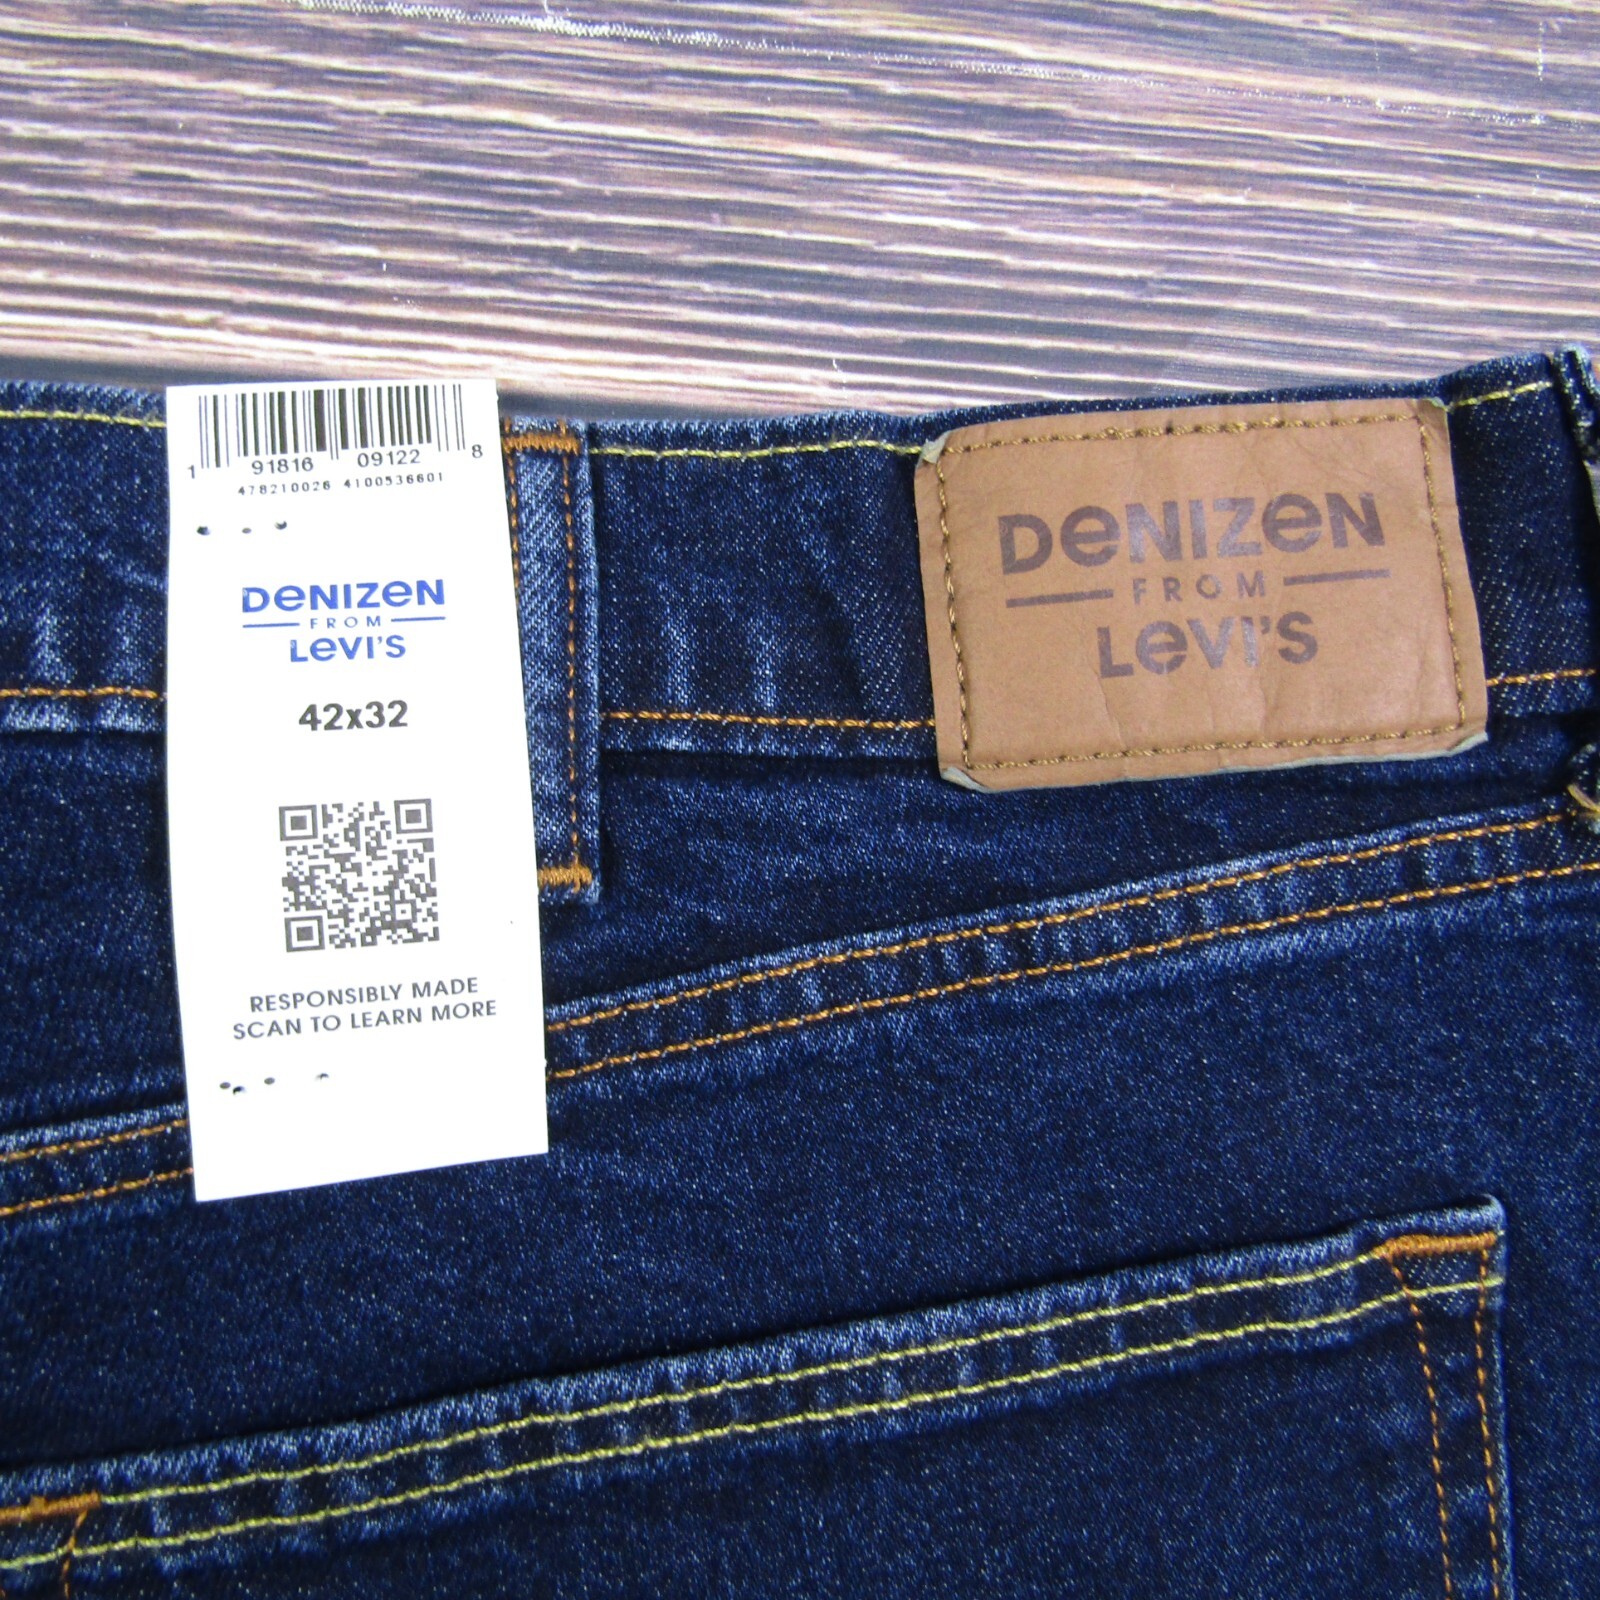 1 91816 09122 8
478210026 4100536601
DENIZEN
FROM
LEVI'S
42x32
RESPONSIBLY MADE
SCAN TO LEARN MORE
DENIZEN
FROM
LEVI'S